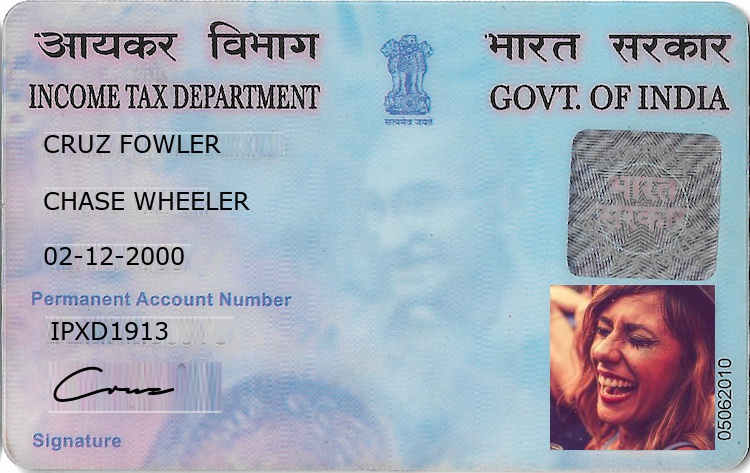 आयकर विभाग
भारत सरकार
INCOME TAX DEPARTMENT
GOVT. OF INDIA
सत्यमेव जयते
CRUZ FOWLER
CHASE WHEELER
02-12-2000
भारत
सरकार
Permanent Account Number
IPXD1913
Cruz
Signature
05062010